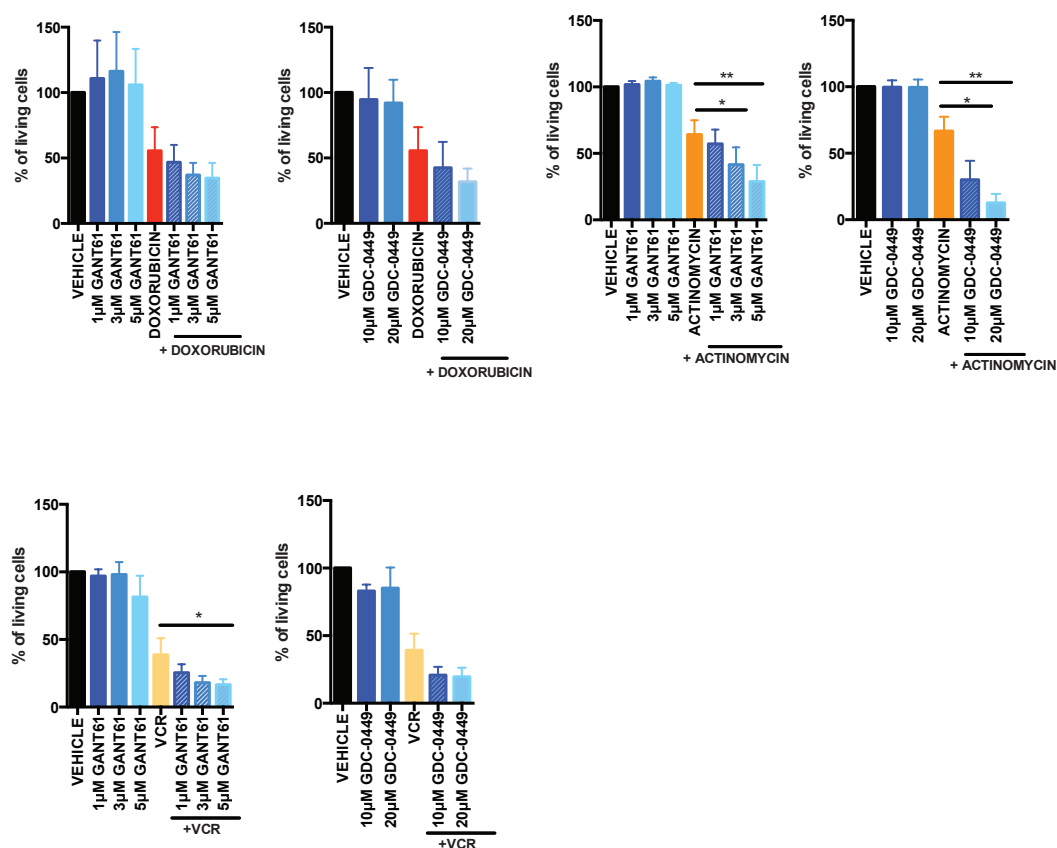 % of living cells
150
100
50
0
VEHICLE
1µM GANT61
3µM GANT61
5µM GANT61
DOXORUBICIN
1µM GANT61
3µM GANT61
5µM GANT61
+ DOXORUBICIN
% of living cells
150
100
50
0
VEHICLE
10µM GDC-0449
20µM GDC-0449
DOXORUBICIN
10µM GDC-0449
20µM GDC-0449
+ DOXORUBICIN
% of living cells
150
100
50
0
**
*
VEHICLE
1µM GANT61
3µM GANT61
5µM GANT61
ACTINOMYCIN
1µM GANT61
3µM GANT61
5µM GANT61
+ ACTINOMYCIN
% of living cells
150
100
50
0
**
*
VEHICLE
10µM GDC-0449
20µM GDC-0449
ACTINOMYCIN
10µM GDC-0449
20µM GDC-0449
+ ACTINOMYCIN
% of living cells
150
100
50
0
*
VEHICLE
1µM GANT61
3µM GANT61
5µM GANT61
VCR
1µM GANT61
3µM GANT61
5µM GANT61
+VCR
% of living cells
150
100
50
0
VEHICLE
10µM GDC-0449
20µM GDC-0449
VCR
10µM GDC-0449
20µM GDC-0449
+VCR